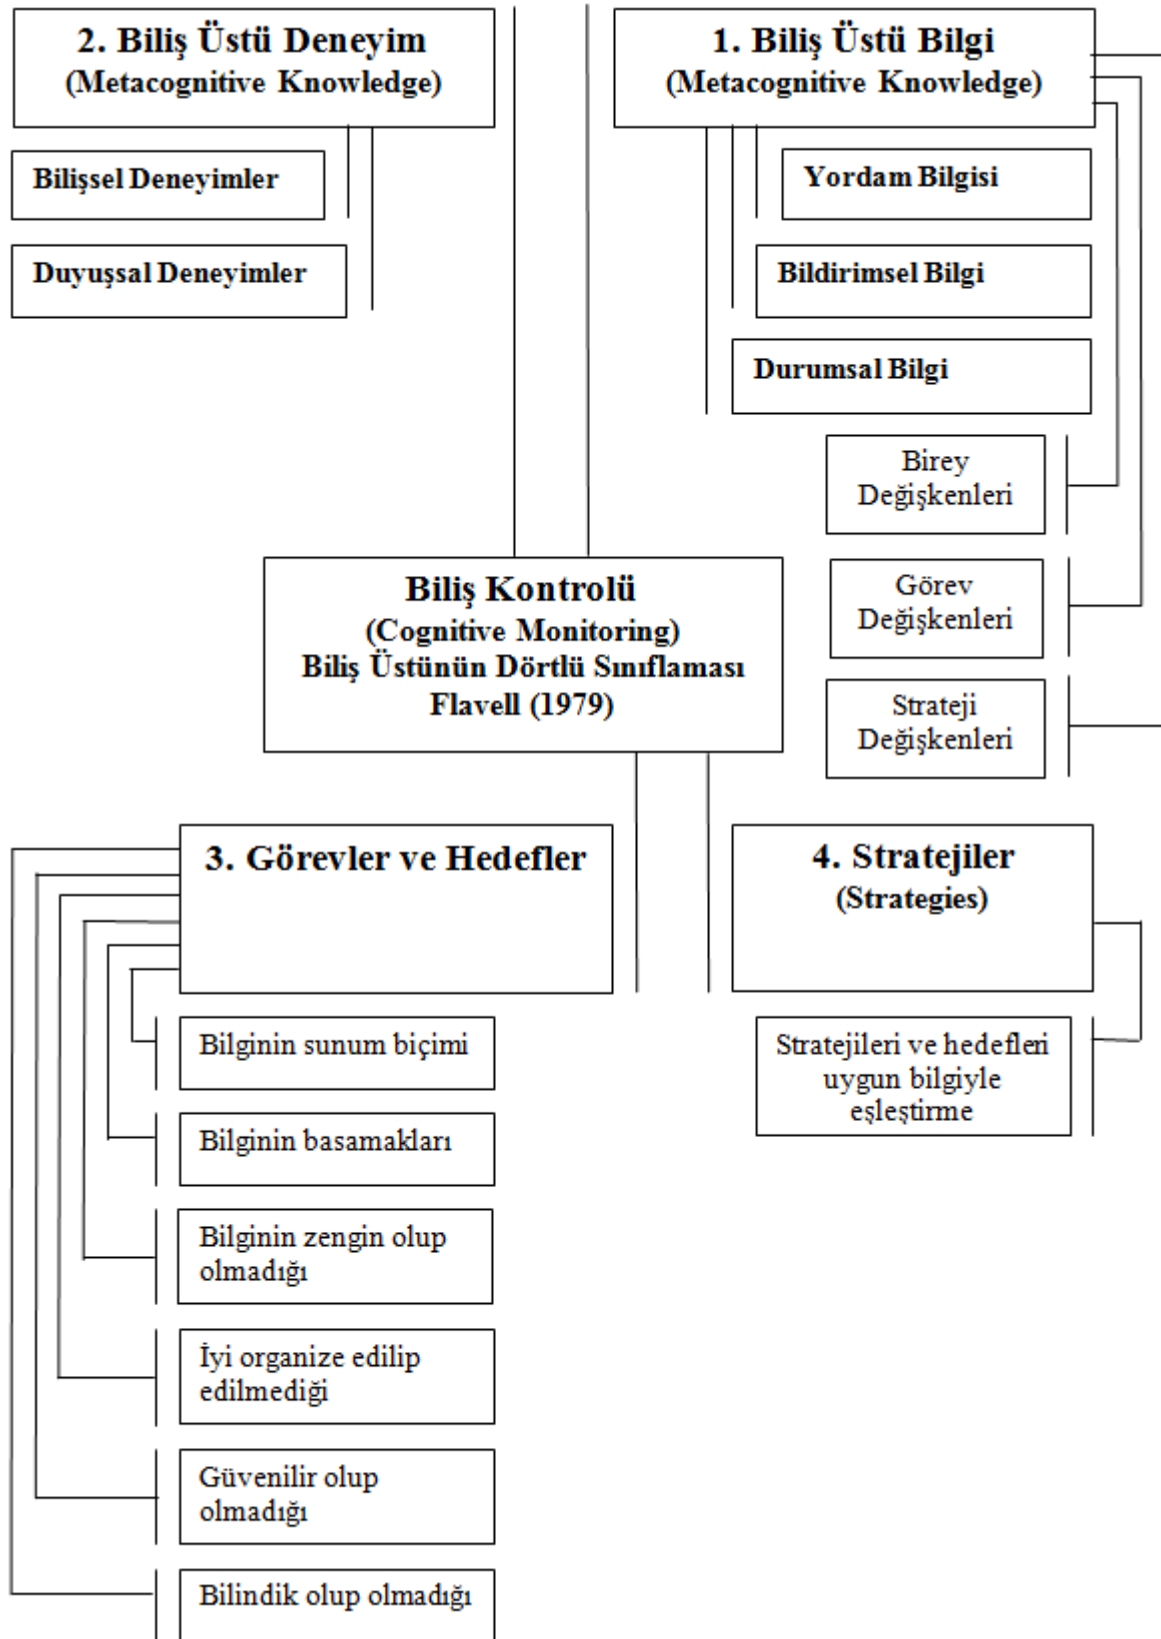 2. Biliş Üstü Deneyim
(Metacognitive Knowledge)
Bilişsel Deneyimler
Duyuşsal Deneyimler
1. Biliş Üstü Bilgi
(Metacognitive Knowledge)
Yordam Bilgisi
Bildirimsel Bilgi
Durumsal Bilgi
Birey
Değişkenleri
Görev
Değişkenleri
Strateji
Değişkenleri
Biliş Kontrolü
(Cognitive Monitoring)
Biliş Üstünün Dörtlü Sınıflaması
Flavell (1979)
3. Görevler ve Hedefler
Bilginin sunum biçimi
Bilginin basamakları
Bilginin zengin olup
olmadığı
İyi organize edilip
edilmediği
Güvenilir olup
olmadığı
Bilindik olup olmadığı
4. Stratejiler
(Strategies)
Stratejileri ve hedefleri
uygun bilgiyle
eşleştirme